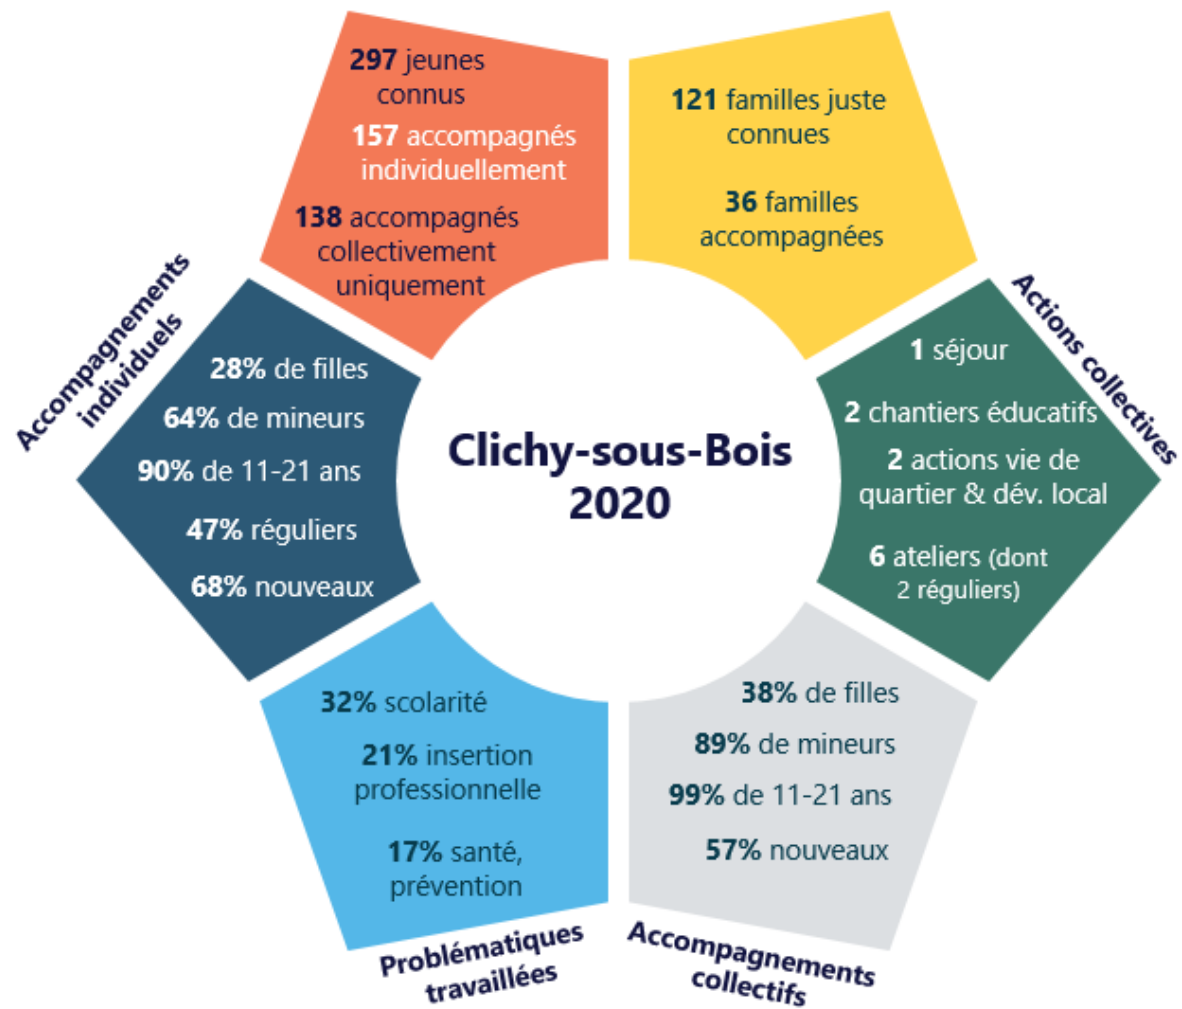 297 jeunes
connus
157 accompagnés
individuellement
138 accompagnés
collectivement
uniquement
121 familles juste
connues
36 familles
accompagnées
Accompagnements
individuels
28% de filles
64% de mineurs
90% de 11-21 ans
47% réguliers
68% nouveaux
Clichy-sous-Bois
2020
Actions collectives
1 séjour
2 chantiers éducatifs
2 actions vie de
quartier & dév. local
6 ateliers (dont
2 réguliers)
32% scolarité
21% insertion
professionnelle
17% santé,
prévention
Problématiques
travaillées
38% de filles
89% de mineurs
99% de 11-21 ans
57% nouveaux
Accompagnements
collectifs